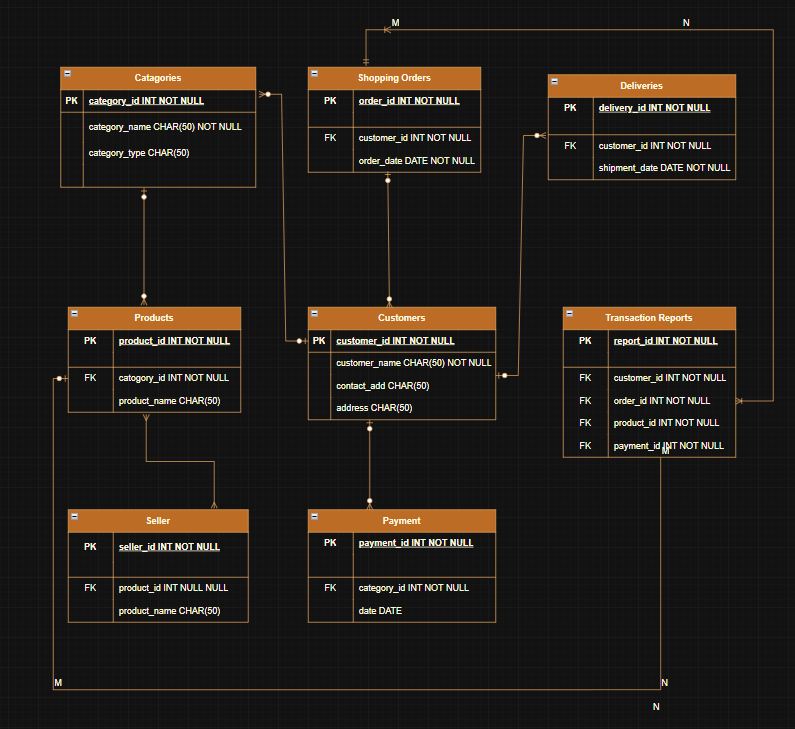 M
N
Catagories
PK category_id INT NOT NULL
category_name CHAR(50) NOT NULL
category_type CHAR(50)
Shopping Orders
PK order_id INT NOT NULL
FK customer_id INT NOT NULL
order_date DATE NOT NULL
Deliveries
PK delivery_id INT NOT NULL
FK customer_id INT NOT NULL
shipment_date DATE NOT NULL
Products
PK product_id INT NOT NULL
FK catogory_id INT NOT NULL
product_name CHAR(50)
Customers
PK customer_id INT NOT NULL
customer_name CHAR(50) NOT NULL
contact_add CHAR(50)
address CHAR(50)
Transaction Reports
PK report_id INT NOT NULL
FK customer_id INT NOT NULL
FK order_id INT NOT NULL
FK product_id INT NOT NULL
FK payment_id INT NOT NULL
M
Seller
PK seller_id INT NOT NULL
FK product_id INT NULL NULL
product_name CHAR(50)
Payment
PK payment_id INT NOT NULL
FK category_id INT NOT NULL
date DATE
M
N
N